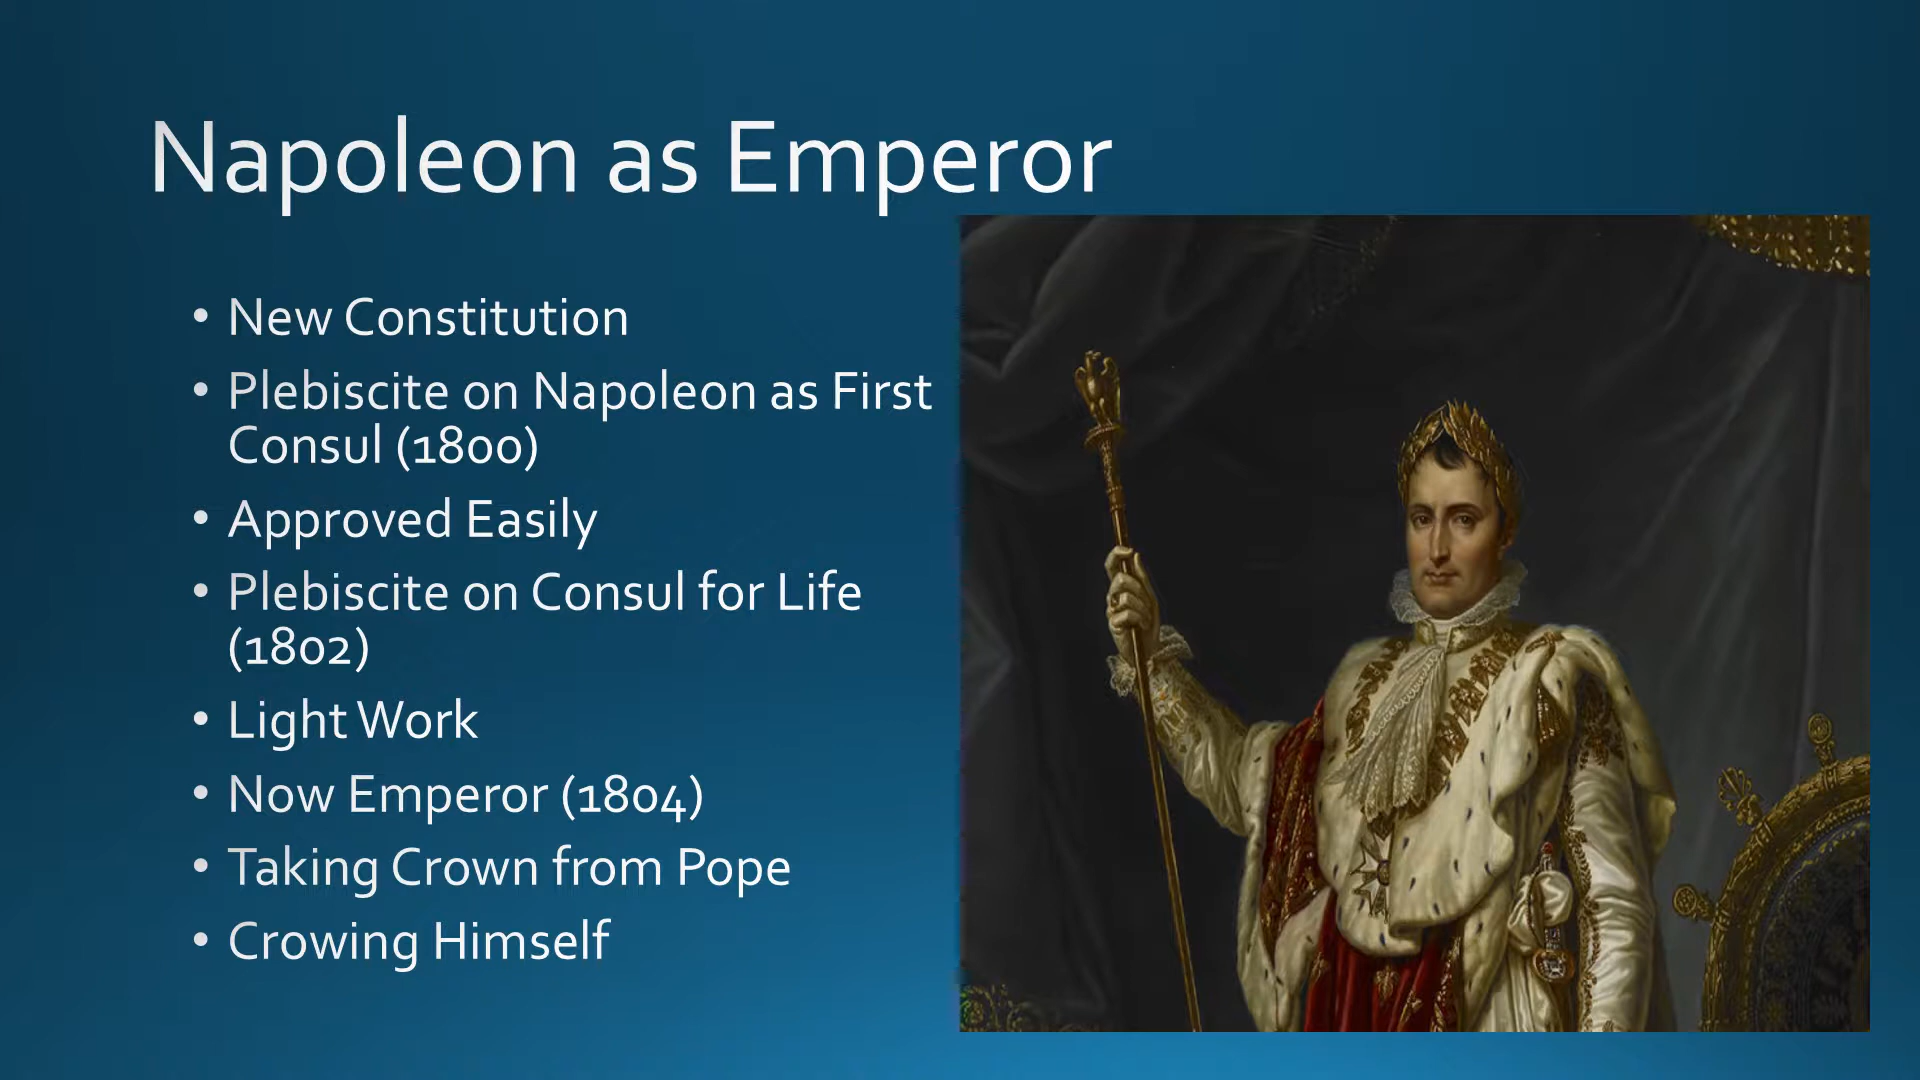 Napoleon as Emperor
• New Constitution
• Plebiscite on Napoleon as First
Consul (1800)
• Approved Easily
• Plebiscite on Consul for Life
(1802)
• Light Work
• Now Emperor (1804)
• Taking Crown from Pope
• Crowing Himself